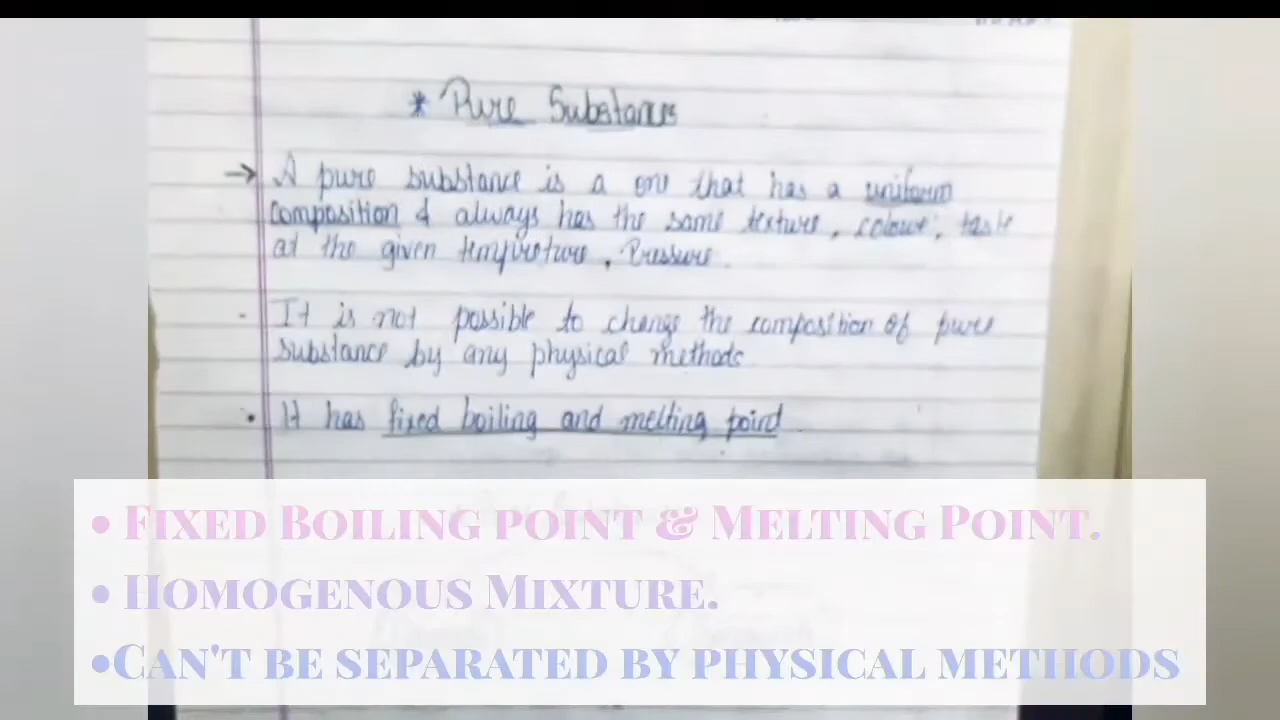 * Pure Substances
→ A pure substance is a one that has a uniform
composition & always has the same texture, colour, taste
at the given tempireture, Pressure.
- It is not possible to change the composition of pure
substance by any physical methods
• It has fixed boiling and melting point.
• Fixed Boiling point & Melting Point.
• Homogenous Mixture.
•Can't be separated by physical methods